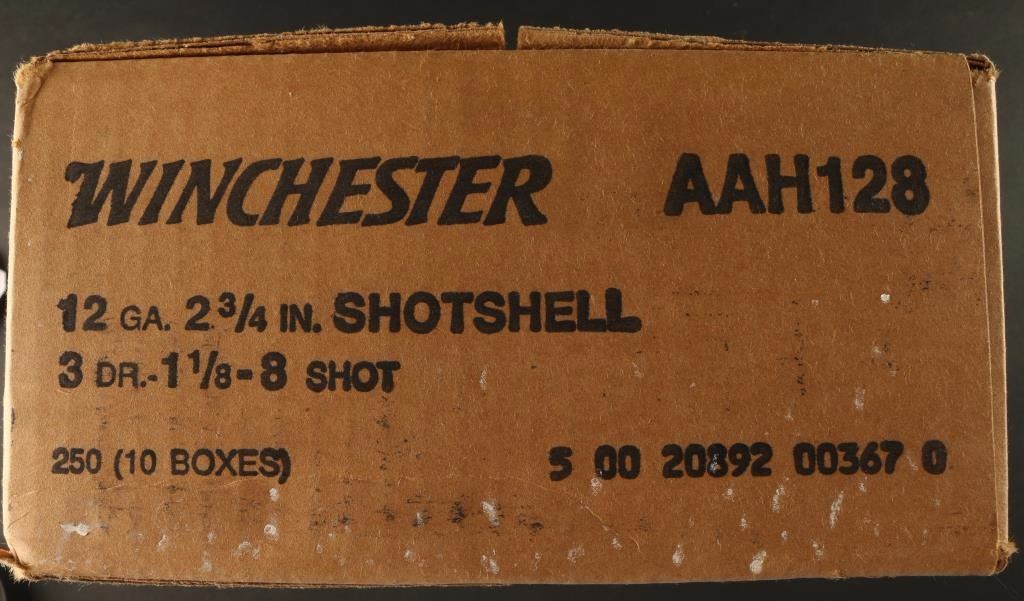 WINCHESTER AAH128
12 GA. 2 3/4 IN. SHOTSHELL
3 DR.-1 1/8-8 SHOT
250 (10 BOXES) 5 00 20892 00367 0